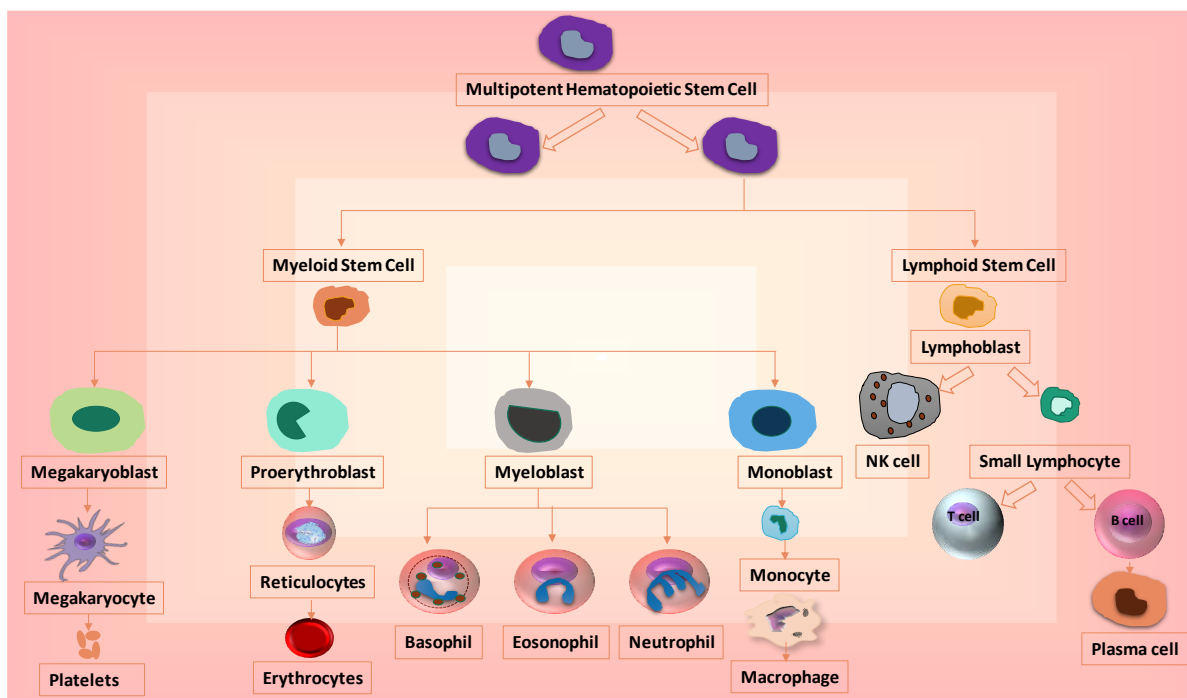 Multipotent Hematopoietic Stem Cell
Myeloid Stem Cell
Lymphoid Stem Cell
Lymphoblast
Megakaryoblast
Proerythroblast
Myeloblast
Monoblast
NK cell
Small Lymphocyte
T cell
B cell
Megakaryocyte
Reticulocytes
Monocyte
Basophil
Eosonophil
Neutrophil
Plasma cell
Platelets
Erythrocytes
Macrophage